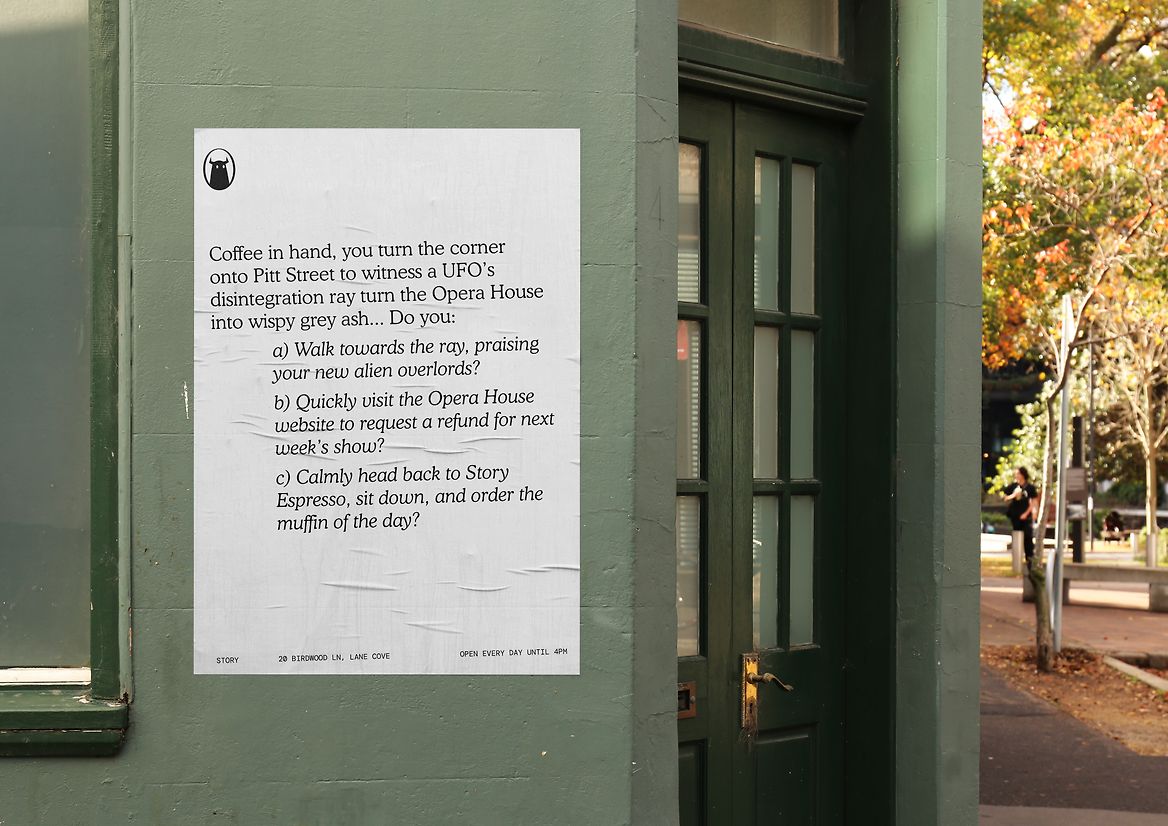 Coffee in hand, you turn the corner
onto Pitt Street to witness a UFO’s
disintegration ray turn the Opera House
into wispy grey ash... Do you:
a) Walk towards the ray, praising
your new alien overlords?
b) Quickly visit the Opera House
website to request a refund for next
week’s show?
c) Calmly head back to Story
Espresso, sit down, and order the
muffin of the day?
STORY
20 BIRDWOOD LN, LANE COVE
OPEN EVERY DAY UNTIL 4PM